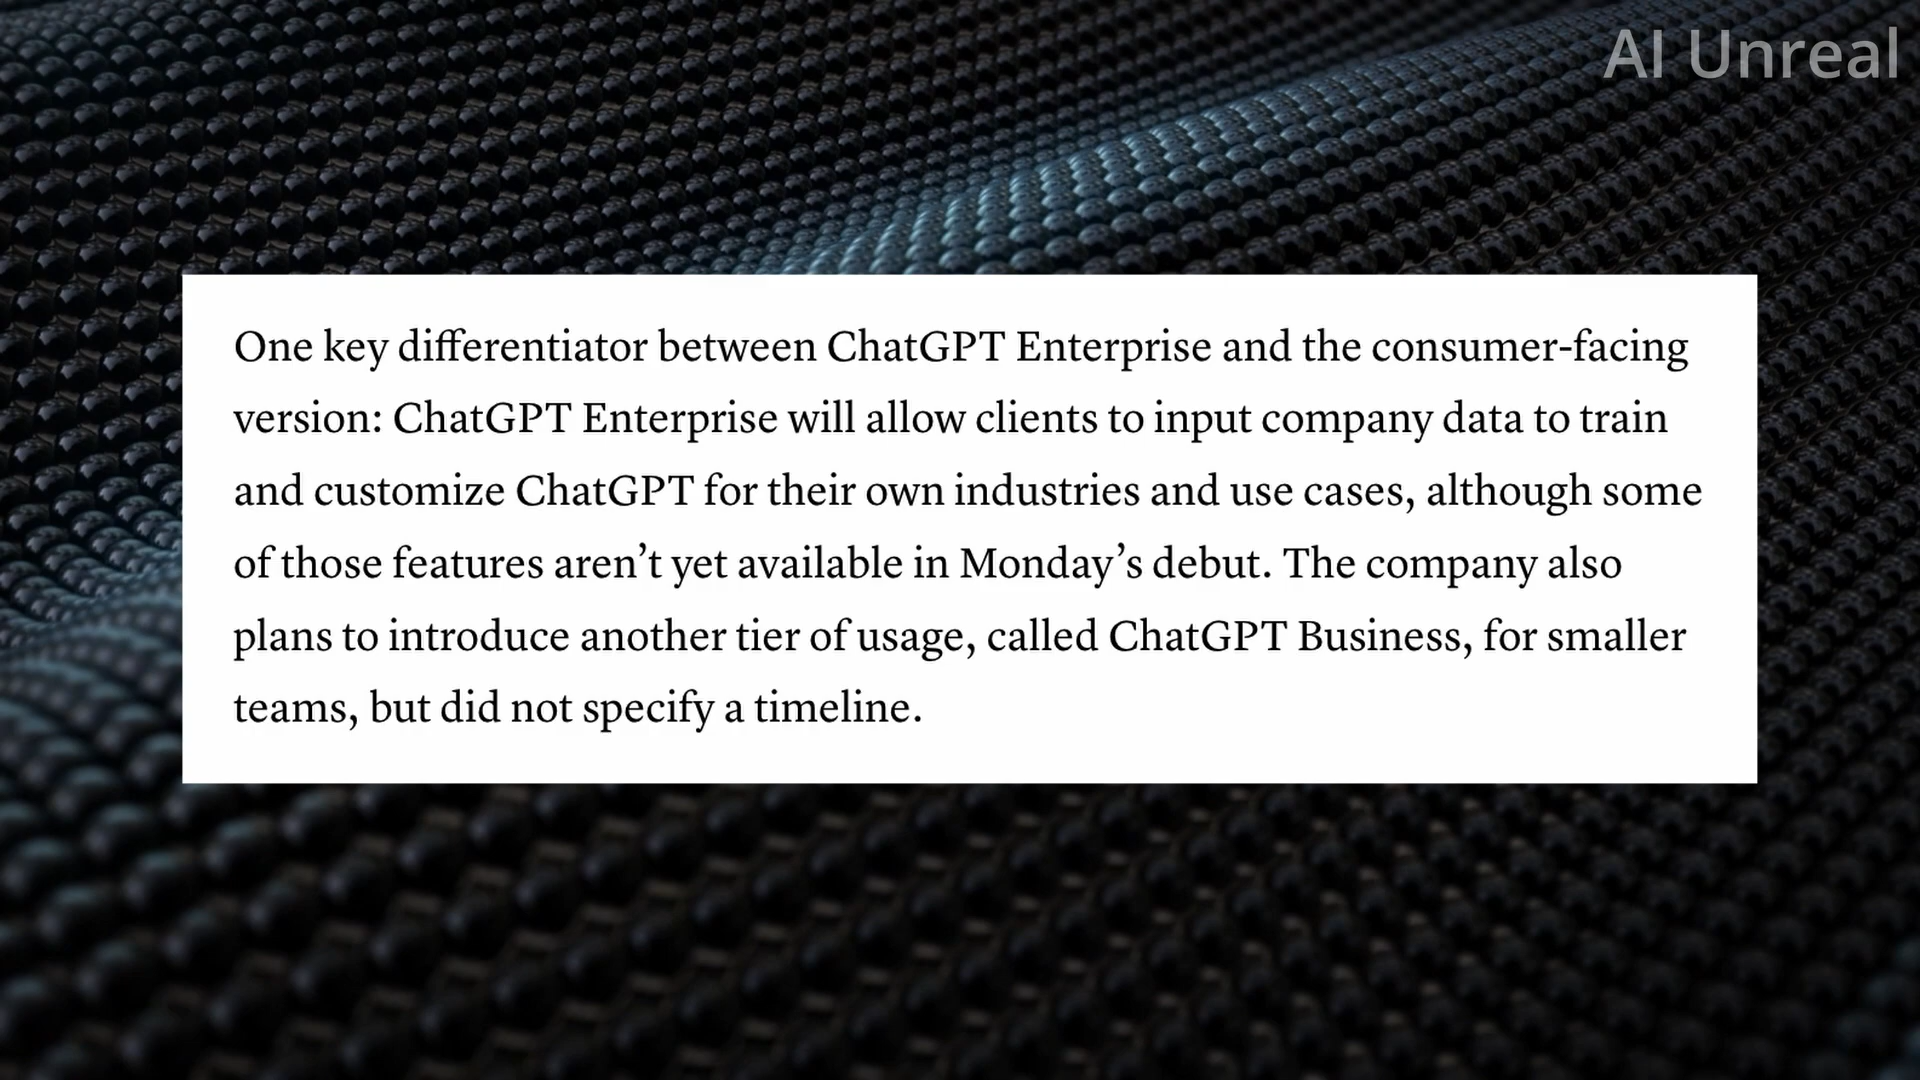 AI Unreal
One key differentiator between ChatGPT Enterprise and the consumer-facing
version: ChatGPT Enterprise will allow clients to input company data to train
and customize ChatGPT for their own industries and use cases, although some
of those features aren’t yet available in Monday’s debut. The company also
plans to introduce another tier of usage, called ChatGPT Business, for smaller
teams, but did not specify a timeline.